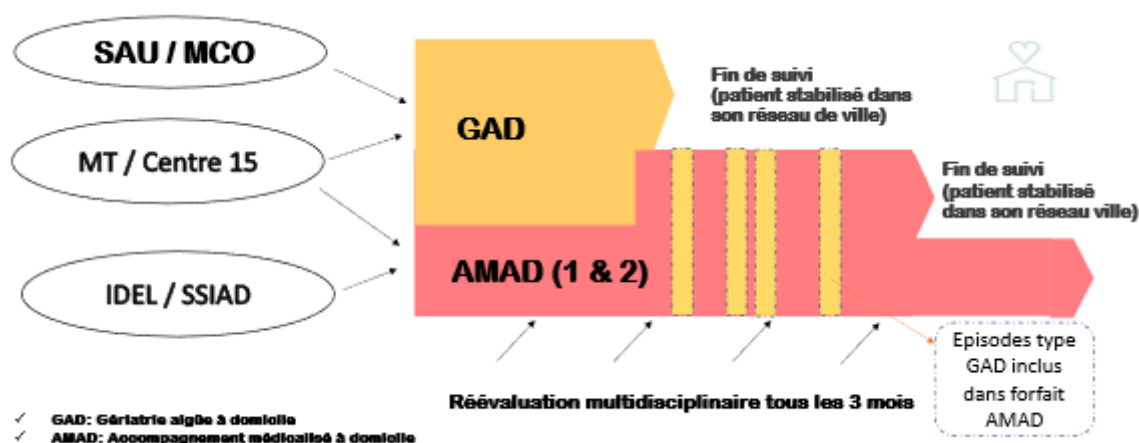 SAU / MCO
MT / Centre 15
IDEL / SSIAD
GAD
AMAD (1 & 2)
Fin de suivi
(patient stabilisé dans
son réseau de ville)
Fin de suivi
(patient stabilisé
dans son réseau ville)
Episodes type
GAD inclus
dans forfait
AMAD
Réévaluation multidisciplinaire tous les 3 mois
✓ GAD: Gériatrie aigüe à domicile
✓ AMAD: Accompagnement médicalisé à domicile